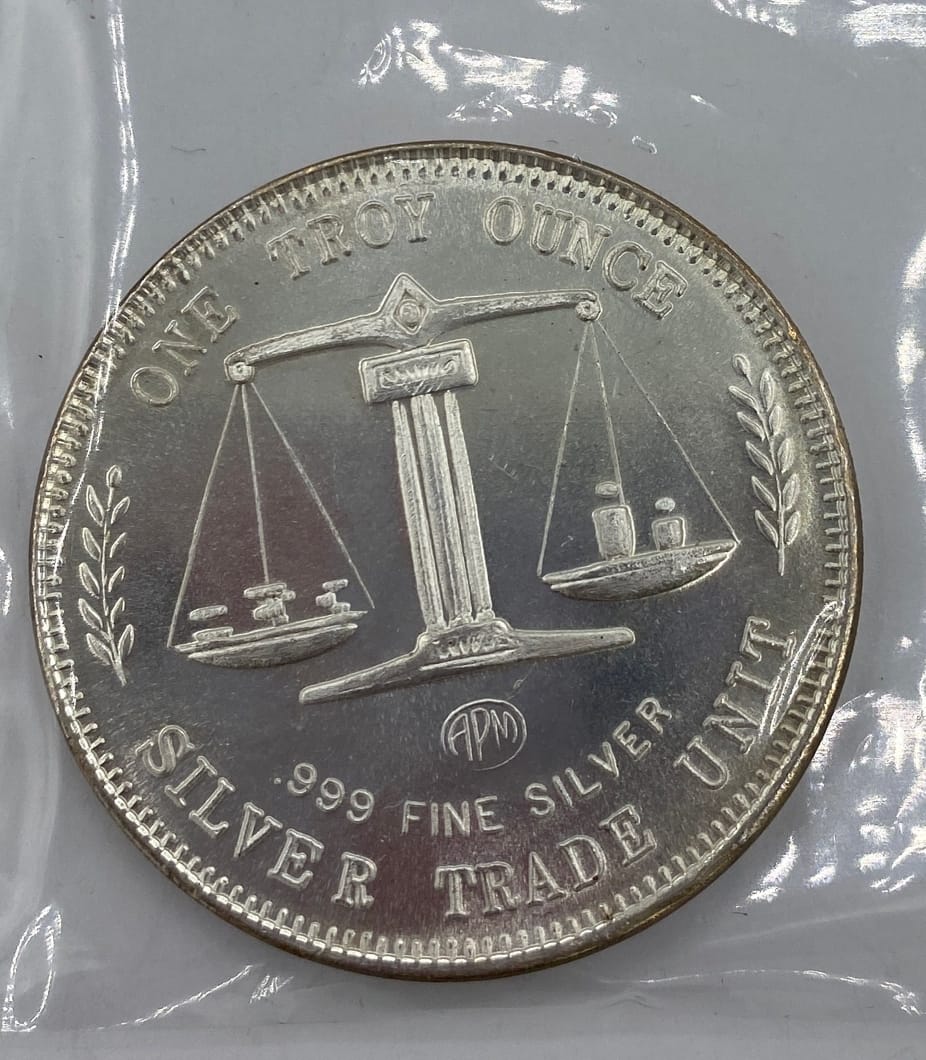 ONE TROY OUNCE
APM
.999 FINE SILVER
SILVER TRADE UNIT